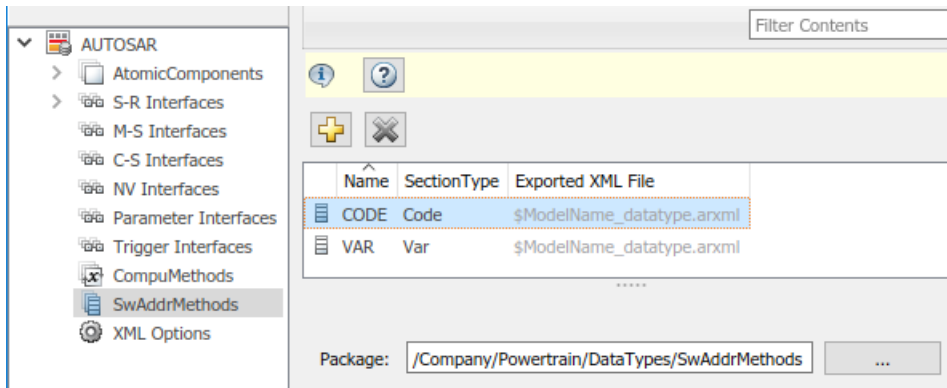 Filter Contents
AUTOSAR
AtomicComponents
S-R Interfaces
M-S Interfaces
C-S Interfaces
NV Interfaces
Parameter Interfaces
Trigger Interfaces
CompuMethods
SwAddrMethods
XML Options
Name SectionType Exported XML File
CODE Code $ModelName_datatype.arxml
VAR Var $ModelName_datatype.arxml
Package: /Company/Powertrain/DataTypes/SwAddrMethods ...